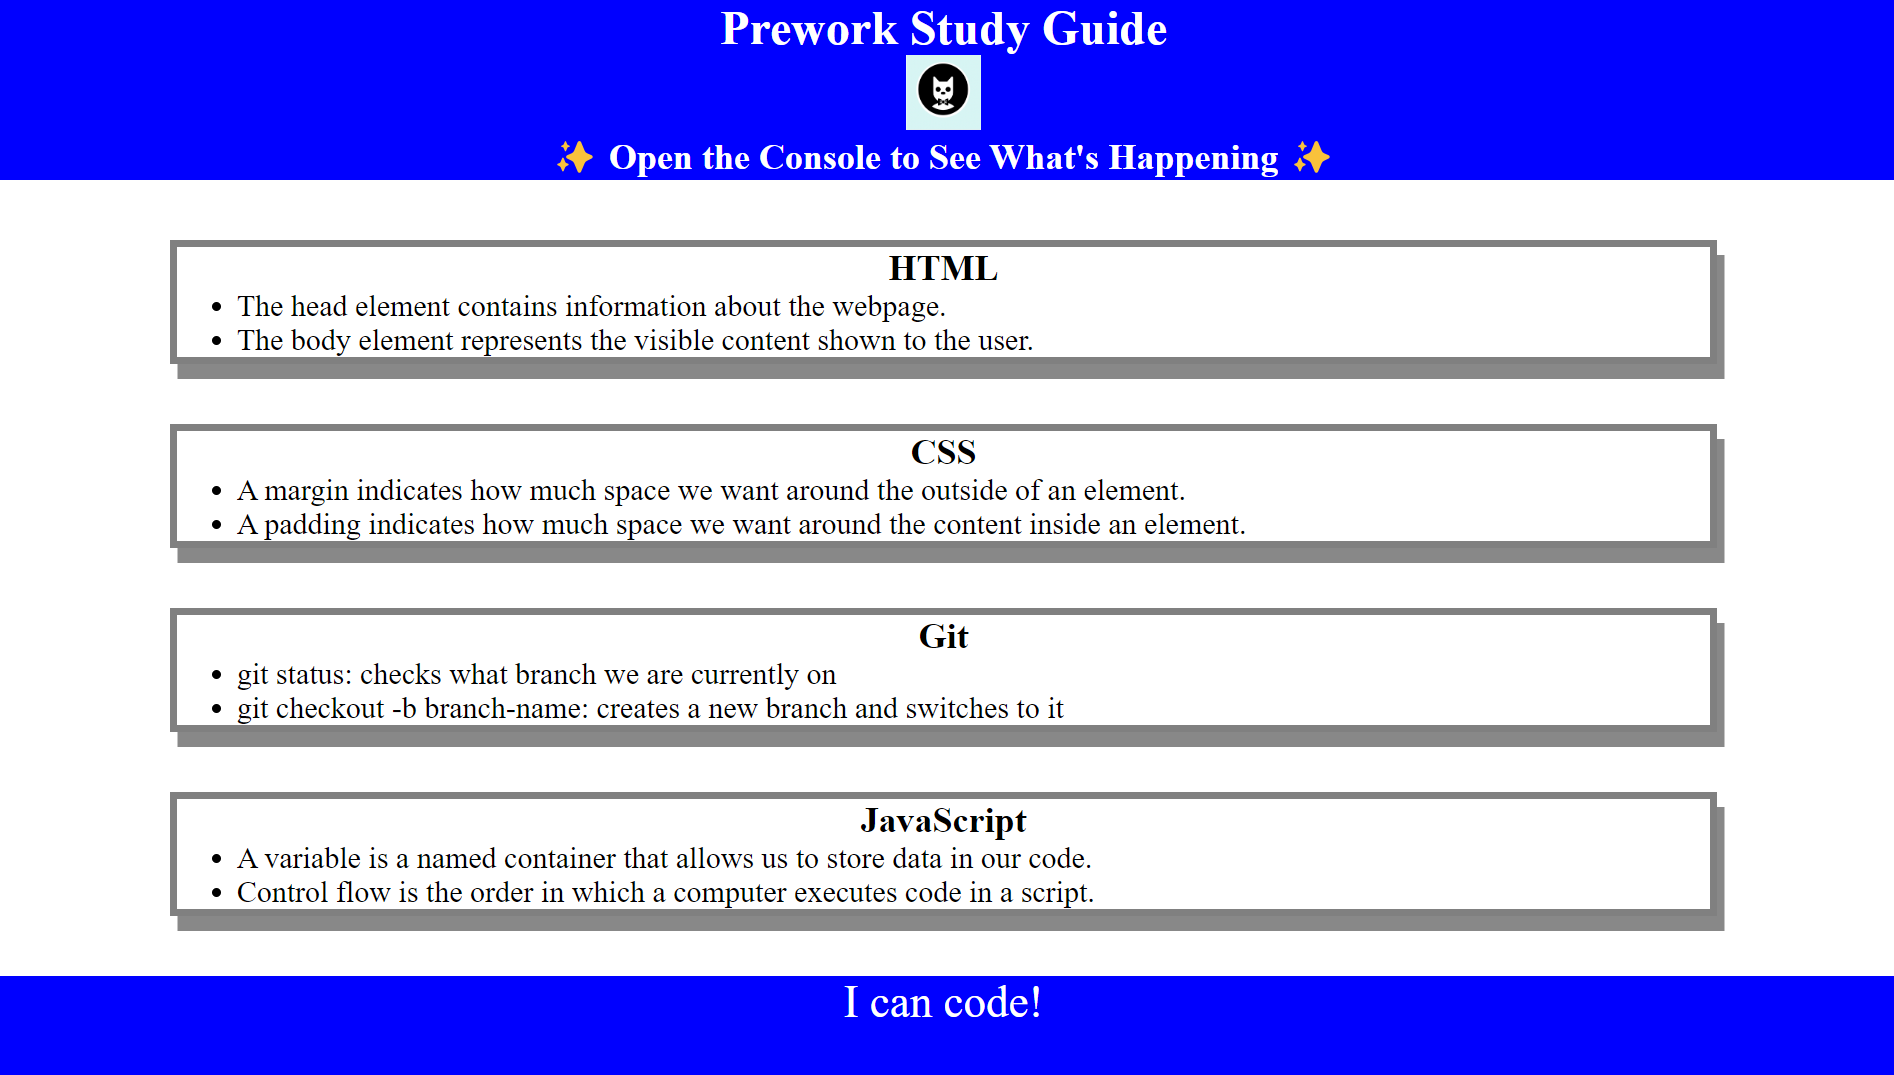 Prework Study Guide
✨ Open the Console to See What's Happening ✨
HTML
• The head element contains information about the webpage.
• The body element represents the visible content shown to the user.
CSS
• A margin indicates how much space we want around the outside of an element.
• A padding indicates how much space we want around the content inside an element.
Git
• git status: checks what branch we are currently on
• git checkout -b branch-name: creates a new branch and switches to it
JavaScript
• A variable is a named container that allows us to store data in our code.
• Control flow is the order in which a computer executes code in a script.
I can code!